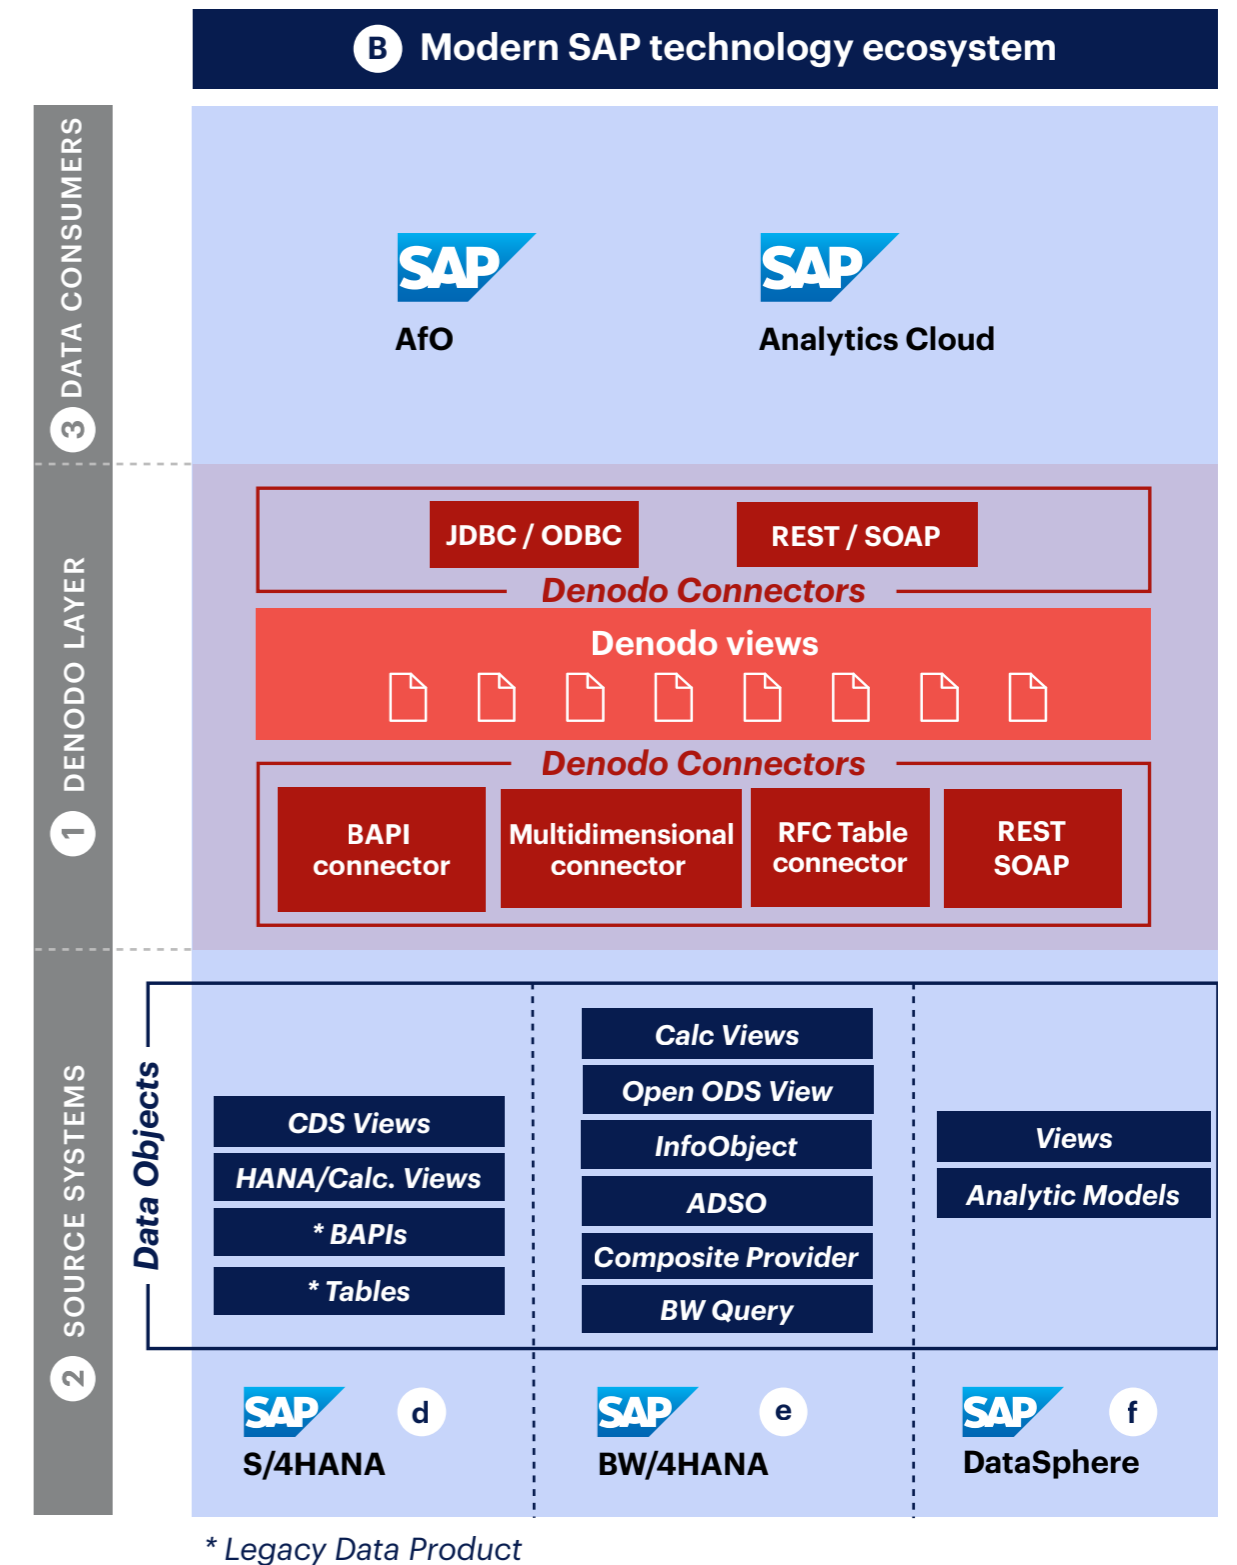 B Modern SAP technology ecosystem
3 DATA CONSUMERS
SAP
AfO
SAP
Analytics Cloud
1 DENODO LAYER
JDBC / ODBC
REST / SOAP
Denodo Connectors
Denodo views
Denodo Connectors
BAPI
connector
Multidimensional
connector
RFC Table
connector
REST
SOAP
2 SOURCE SYSTEMS
Data Objects
CDS Views
HANA/Calc. Views
* BAPIs
* Tables
Calc Views
Open ODS View
InfoObject
ADSO
Composite Provider
BW Query
Views
Analytic Models
SAP d
S/4HANA
SAP e
BW/4HANA
SAP f
DataSphere
* Legacy Data Product